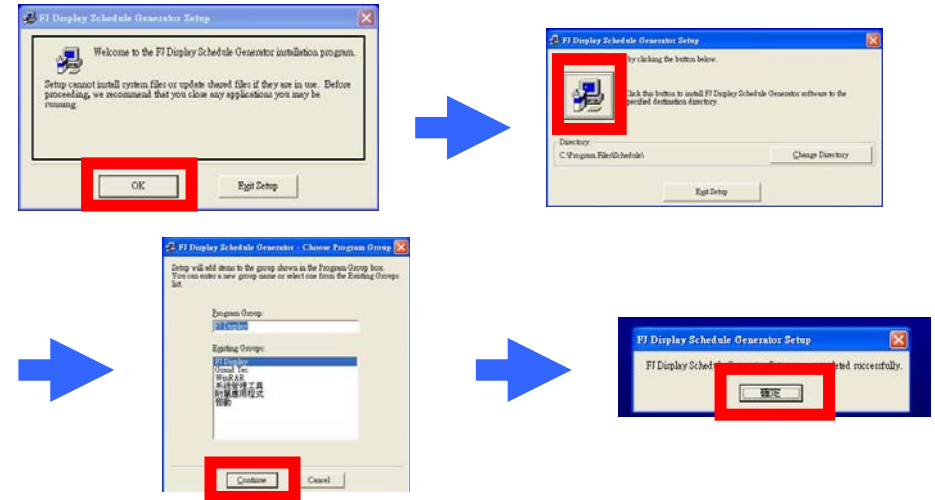 FJ Display Schedule Generator Setup
Welcome to the FJ Display Schedule Generator installation program.
Setup cannot install system files or update shared files if they are in use. Before
proceeding, we recommend that you close any applications you may be
running.
OK
Exit Setup
FJ Display Schedule Generator Setup
by clicking the button below.
Click this button to install FJ Display Schedule Generator software to the
specified destination directory.
Directory:
C:\Program Files\Schedule\
Change Directory
Exit Setup
FJ Display Schedule Generator - Choose Program Group
Setup will add items to the group shown in the Program Group box.
You can enter a new group name or select one from the Existing Groups
list.
Program Group:
FJ Display
Existing Groups:
FJ Display
Grand Tec
WinRAR
系統管理工具
附屬應用程式
啟動
Continue
Cancel
FJ Display Schedule Generator Setup
FJ Display Sched
ted successfully.
確定